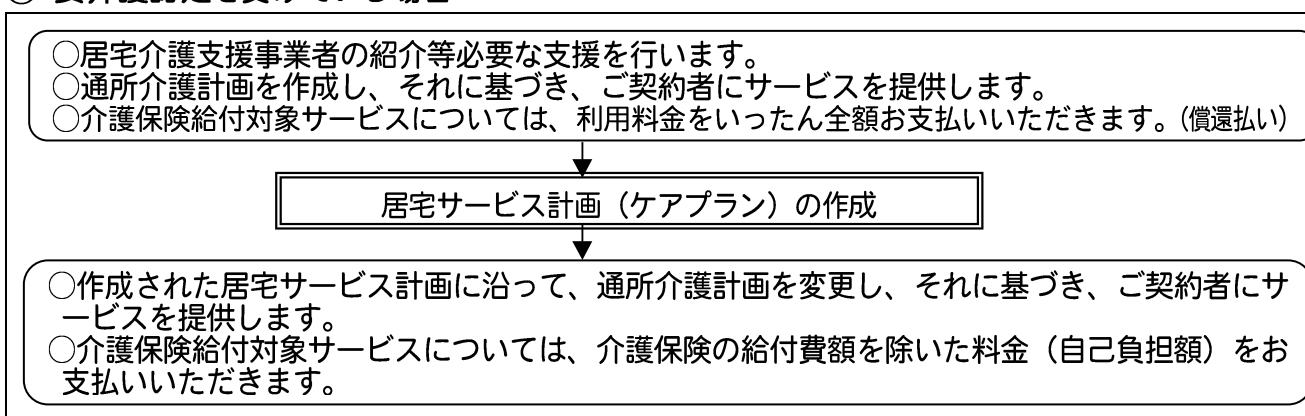 ○居宅介護支援事業者の紹介等必要な支援を行います。
○通所介護計画を作成し、それに基づき、ご契約者にサービスを提供します。
○介護保険給付対象サービスについては、利用料金をいったん全額お支払いいただきます。(償還払い)
居宅サービス計画（ケアプラン）の作成
○作成された居宅サービス計画に沿って、通所介護計画を変更し、それに基づき、ご契約者にサ
ービスを提供します。
○介護保険給付対象サービスについては、介護保険の給付費額を除いた料金（自己負担額）をお
支払いいただきます。